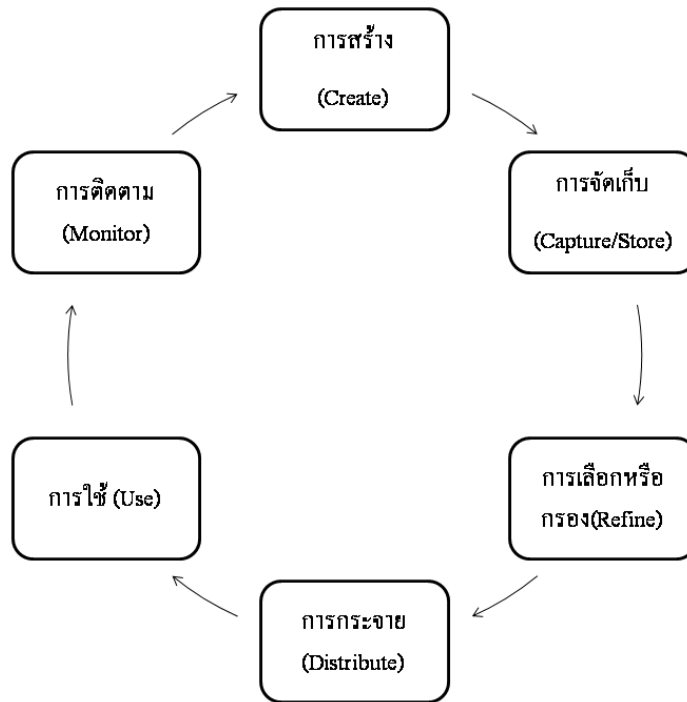 การสร้าง
(Create)
การจัดเก็บ
(Capture/Store)
การเลือกหรือ
กรอง(Refine)
การกระจาย
(Distribute)
การใช้ (Use)
การติดตาม
(Monitor)